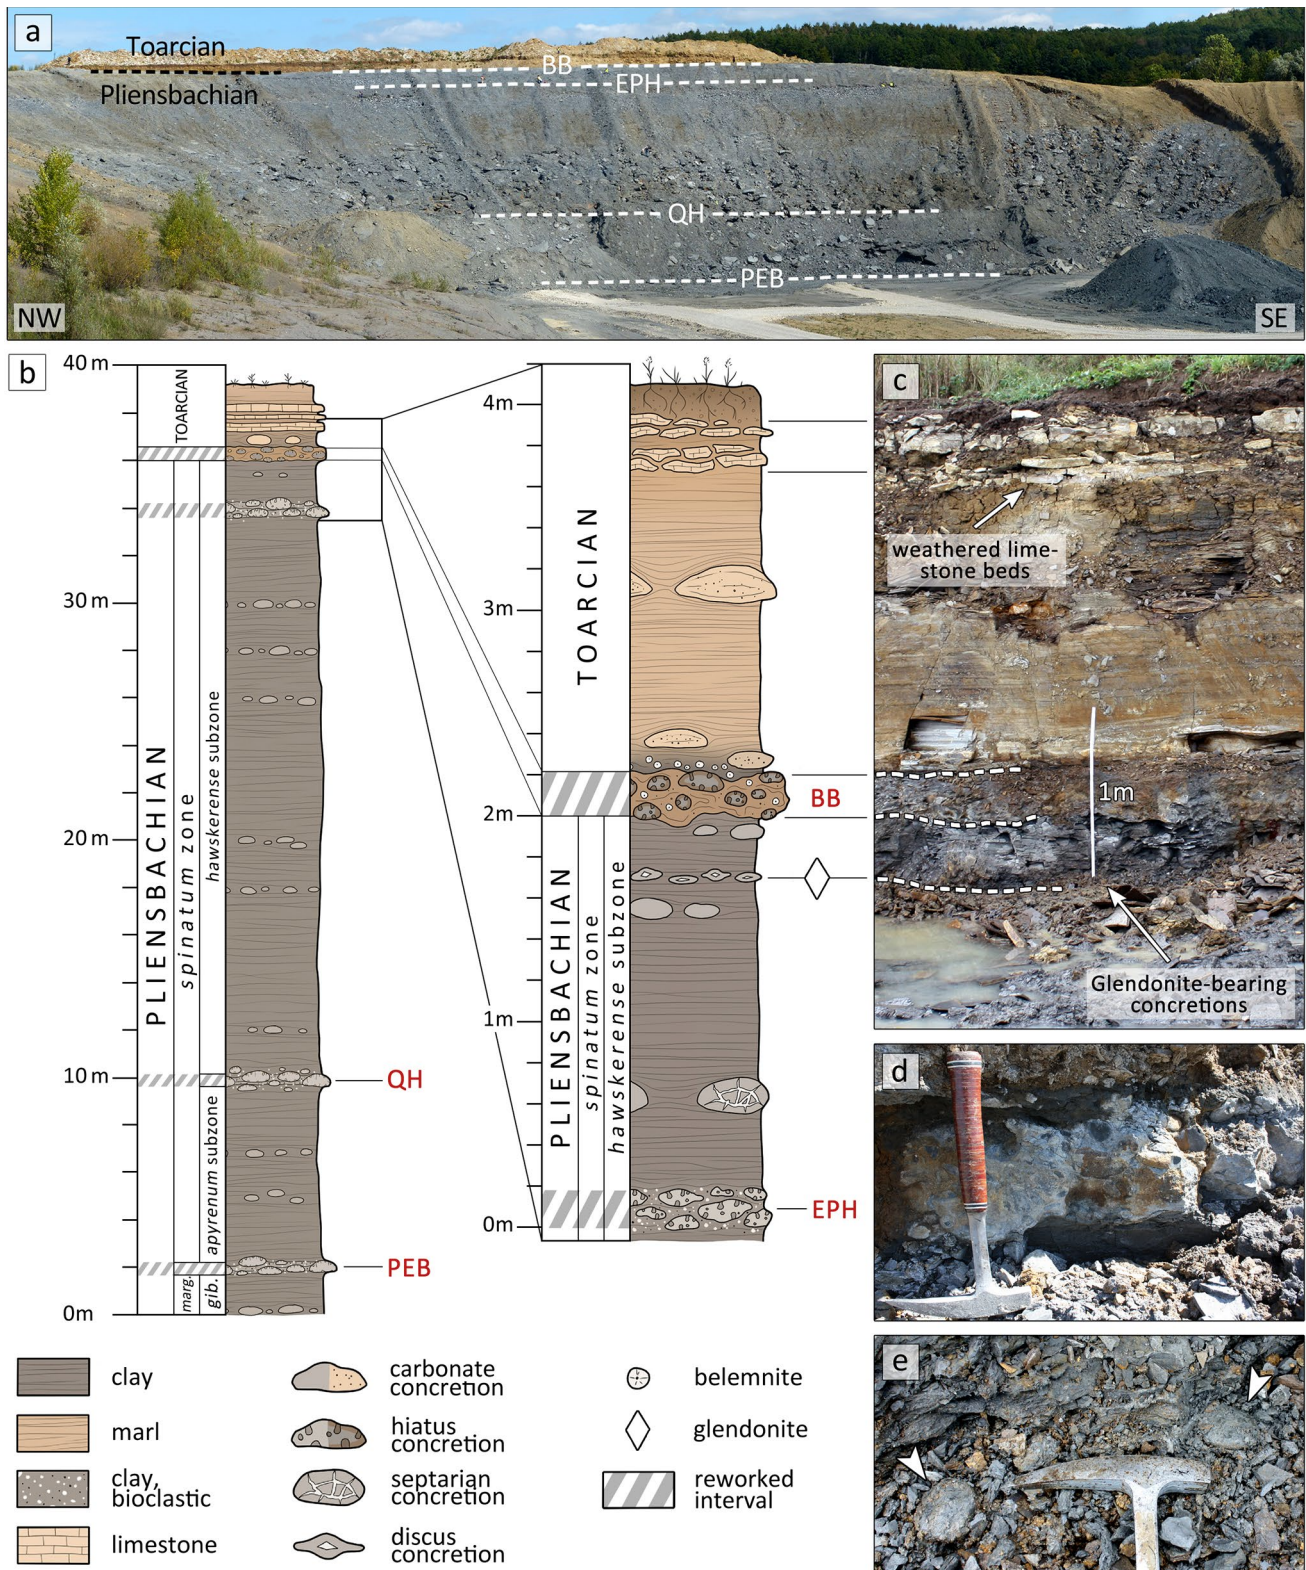 a
Toarcian
Pliensbachian
BB
EPH
QH
PEB
NW
SE
b
40 m
30 m
20 m
10 m
0m
TOARCIAN
PLIENSBACHIAN
spinatum zone
hawskerense subzone
apyrenum subzone
marg.
gib.
QH
PEB
4m
3m
2m
1m
0m
TOARCIAN
PLIENSBACHIAN
spinatum zone
hawskerense subzone
BB
EPH
c
weathered lime-
stone beds
1m
Glendonite-bearing
concretions
d
e
clay
marl
clay,
bioclastic
limestone
carbonate
concretion
hiatus
concretion
septarian
concretion
discus
concretion
belemnite
glendonite
reworked
interval